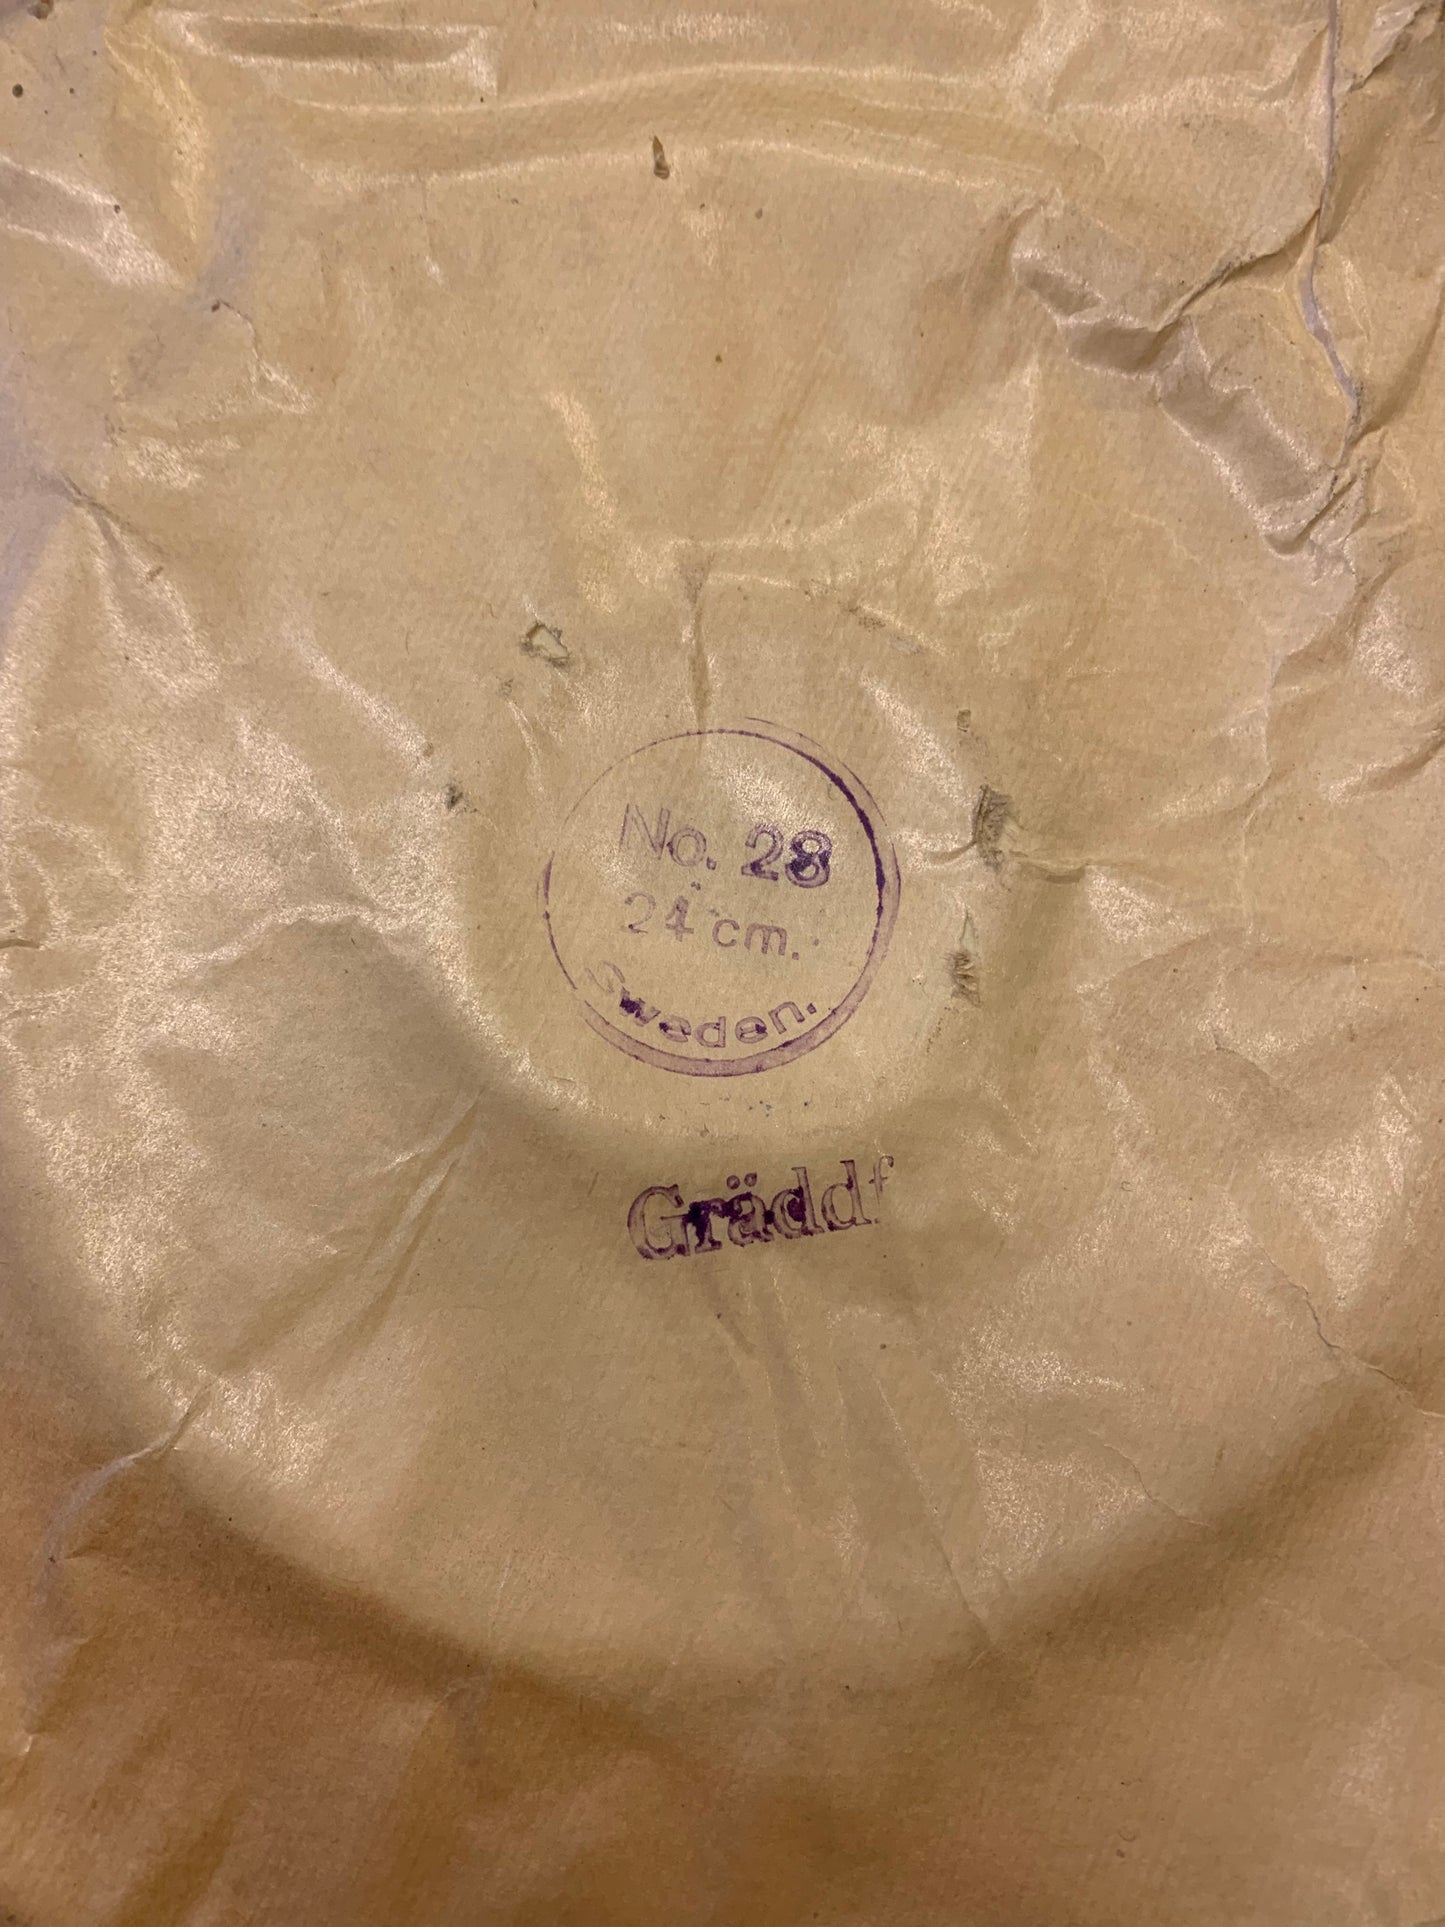 No. 28
24 cm.
Sweden.
Gräddf